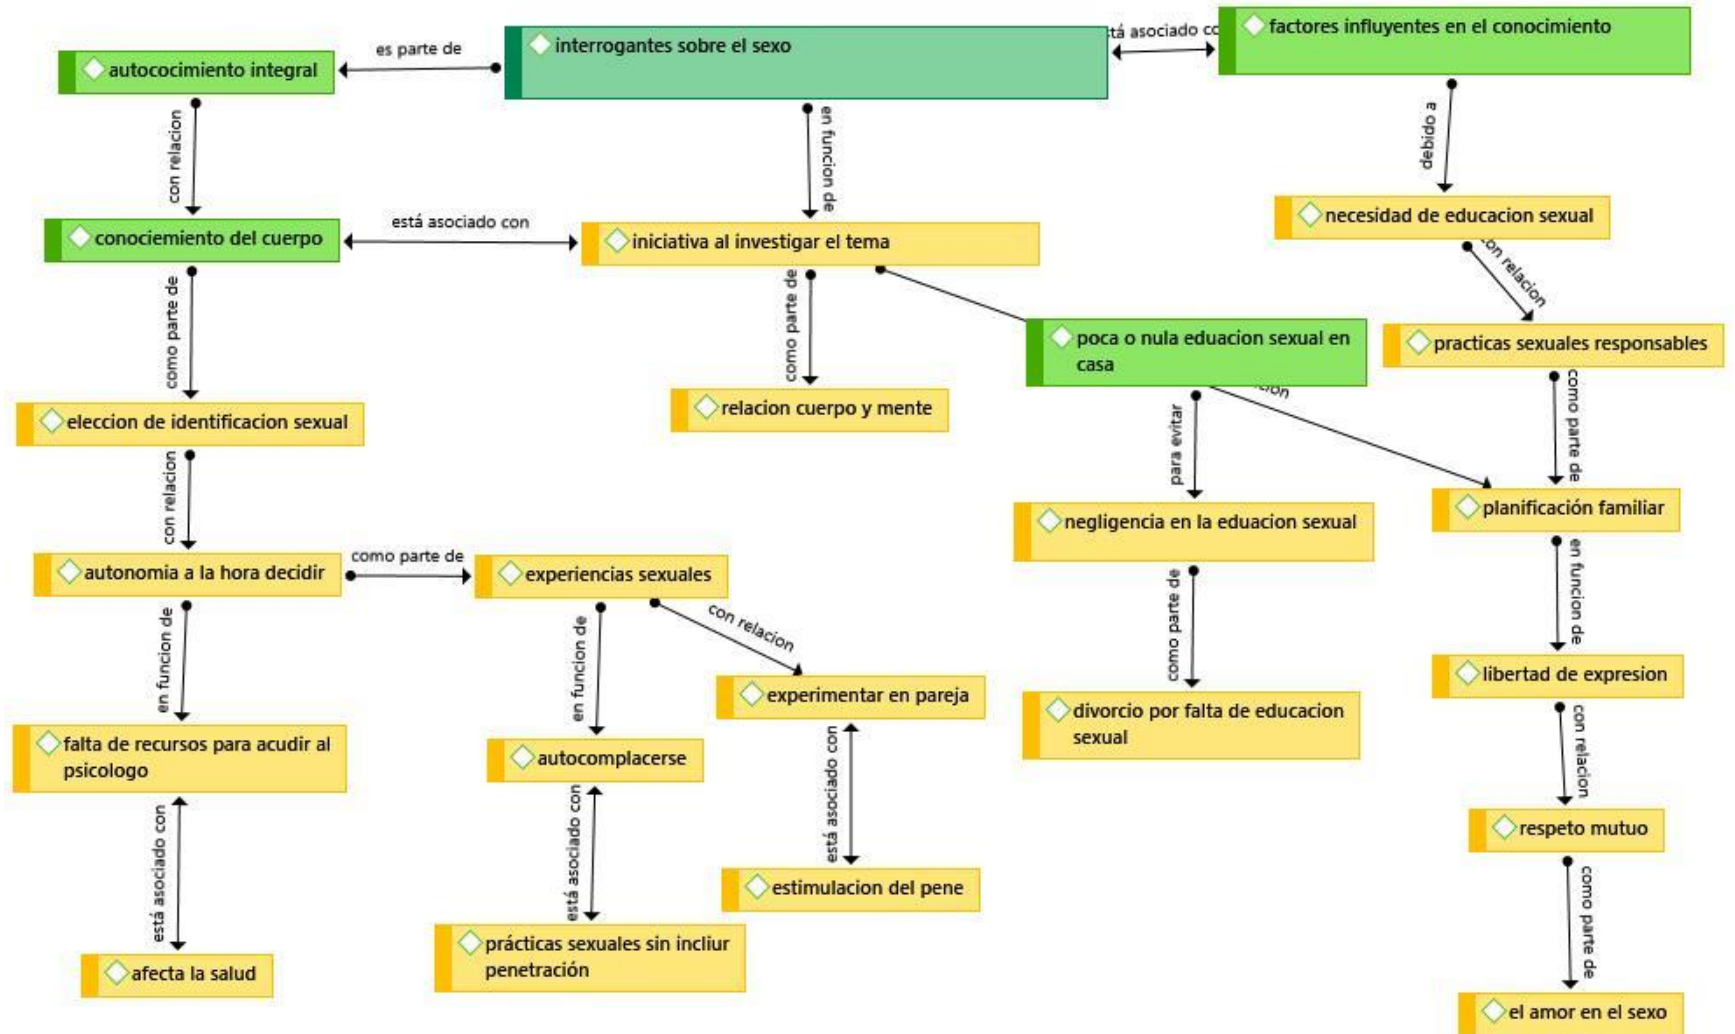 interrogantes sobre el sexo
factores influyentes en el conocimiento
es parte de
tá asociado co
autococimiento integral
con relacion
en funcion de
debido a
necesidad de educacion sexual
conociemiento del cuerpo
está asociado con
iniciativa al investigar el tema
con relacion
como parte de
como parte de
poca o nula eduacion sexual en
casa
practicas sexuales responsables
relacion cuerpo y mente
ción
como parte de
eleccion de identificacion sexual
para evitar
con relacion
negligencia en la eduacion sexual
planificación familiar
autonomia a la hora decidir
como parte de
experiencias sexuales
en funcion de
como parte de
en funcion de
en funcion de
con relacion
experimentar en pareja
libertad de expresion
divorcio por falta de educacion
sexual
falta de recursos para acudir al
psicologo
autocomplacerse
con relacion
está asociado con
está asociado con
está asociado con
respeto mutuo
estimulacion del pene
como parte de
prácticas sexuales sin incliur
penetración
afecta la salud
el amor en el sexo